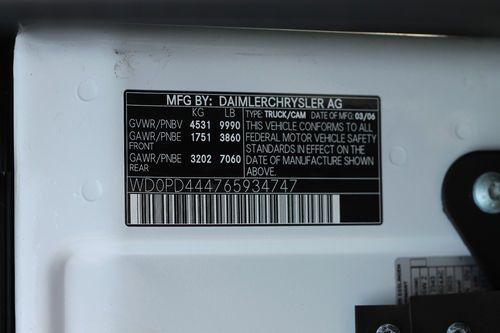 MFG BY: DAIMLERCHRYSLER AG
KG LB
GVWR/PNBV 4531 9990
GAWR/PNBE 1751 3860
FRONT
GAWR/PNBE 3202 7060
REAR
TYPE: TRUCK/CAM DATE OF MFG: 03/06
THIS VEHICLE CONFORMS TO ALL
FEDERAL MOTOR VEHICLE SAFETY
STANDARDS IN EFFECT ON THE
DATE OF MANUFACTURE SHOWN
ABOVE.
WD0PD444765934747